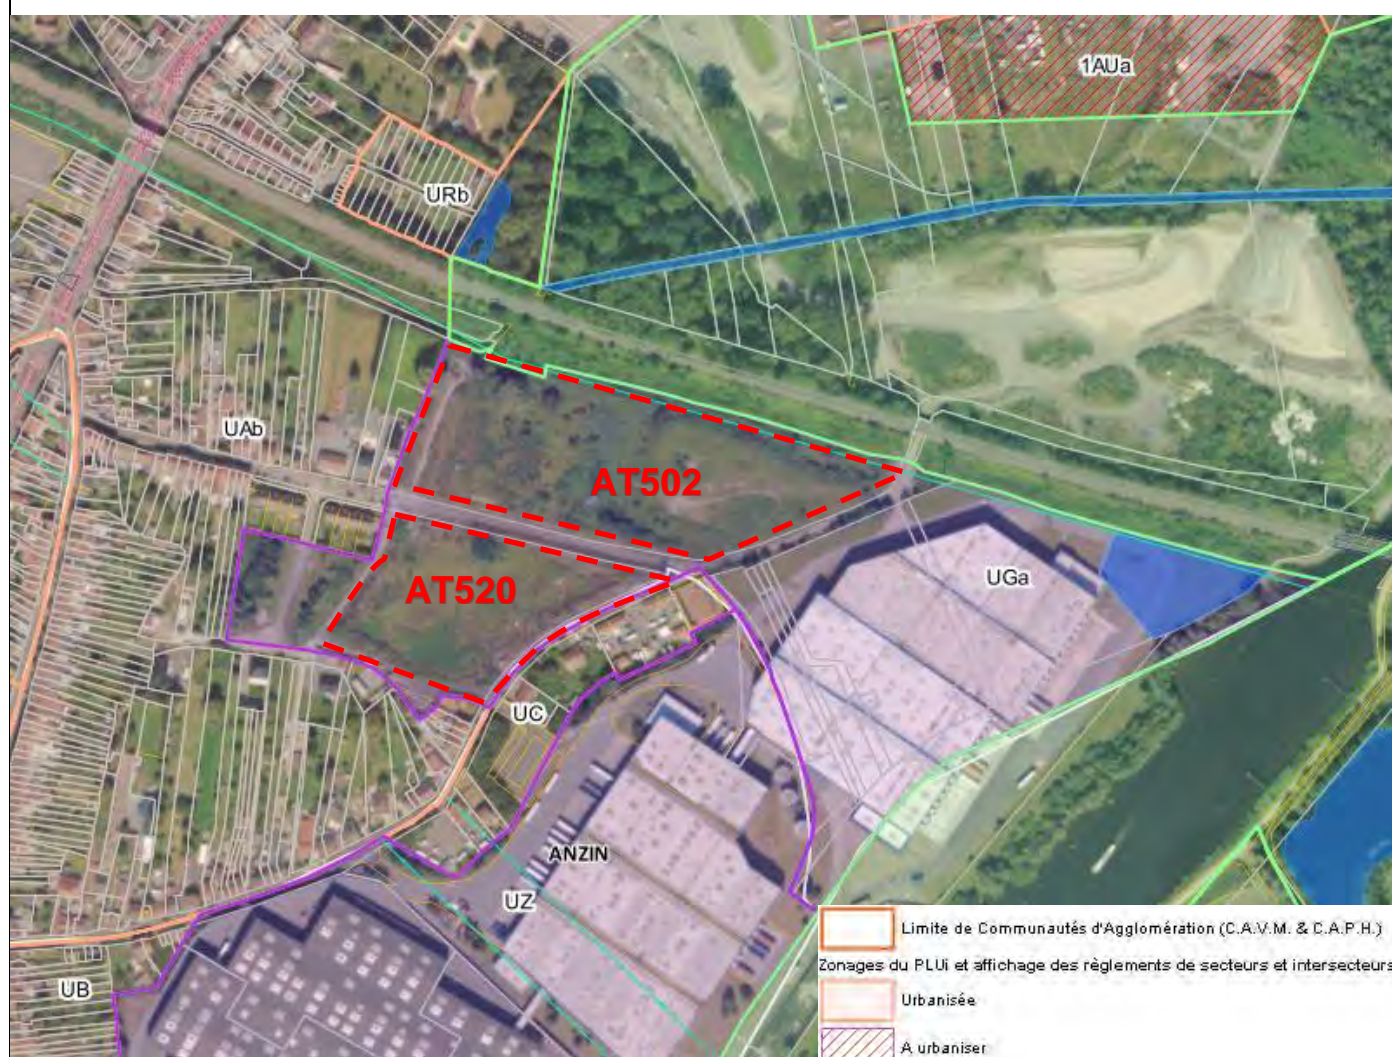 1AUa
URb
UAb
AT502
UGa
AT520
UC
ANZIN
UZ
UB
Limite de Communautés d'Agglomération (C.A.V.M. & C.A.P.H.)
Zonages du PLUi et affichage des règlements de secteurs et intersecteurs
Urbanisée
A urbaniser